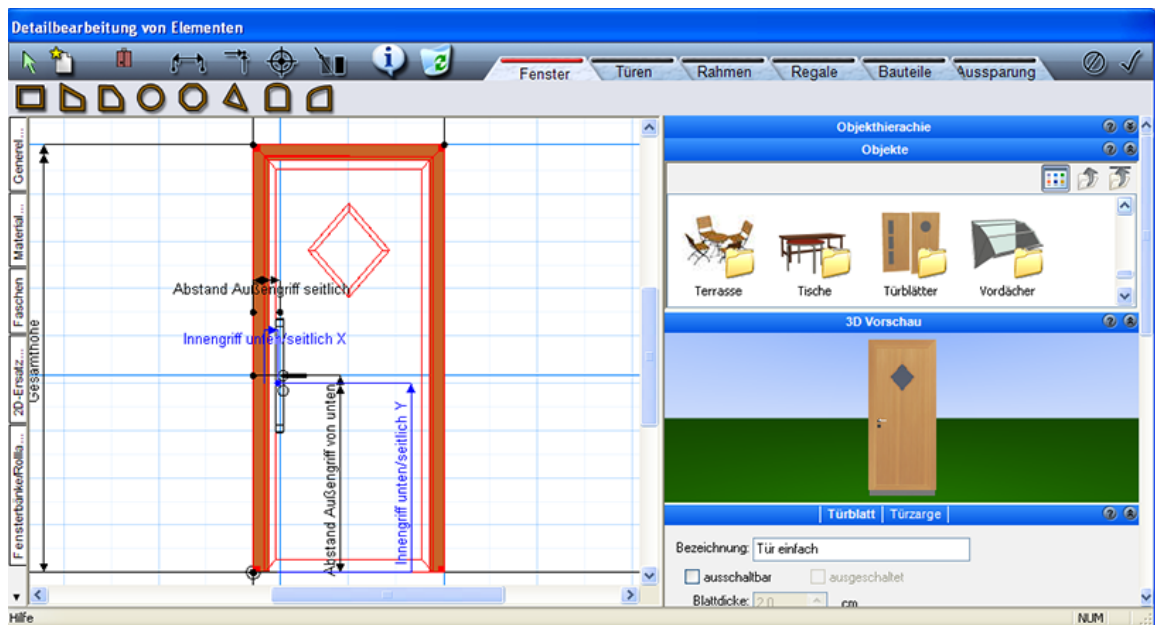 Detailbearbeitung von Elementen
Fenster
Türen
Rahmen
Regale
Bauteile
Aussparung
Generel...
Material...
Faschen
2D-Ersatz...
Fensterbänke/Rolla...
Gesamthöhe
Abstand Außengriff seitlich
Innengriff unten/seitlich X
Abstand Außengriff von unten
Innengriff unten/seitlich Y
Objekthierachie
Objekte
Terrasse
Tische
Türblätter
Vordächer
3D Vorschau
Türblatt | Türzarge |
Bezeichnung: Tür einfach
ausschaltbar
ausgeschaltet
Blattdicke: 2.0 cm
Hilfe
NUM